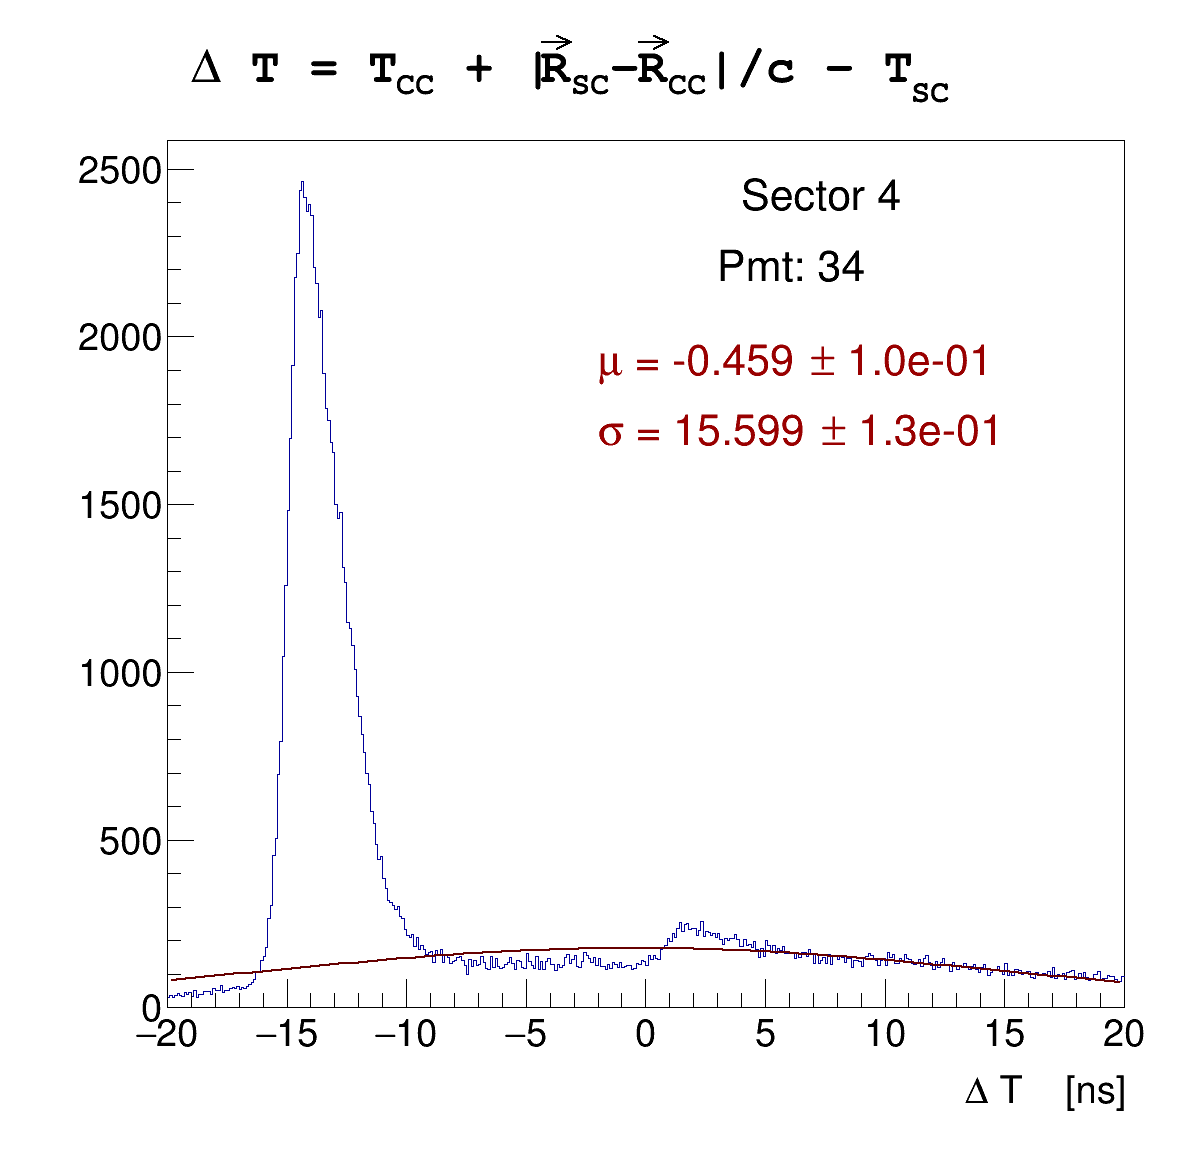 Δ T = T_CC + |R⃗_SC−R⃗_CC|/c − T_SC
2500
Sector 4
Pmt: 34
2000
μ = -0.459 ± 1.0e-01
σ = 15.599 ± 1.3e-01
1500
1000
500
0
−20 −15 −10 −5 0 5 10 15 20
Δ T [ns]